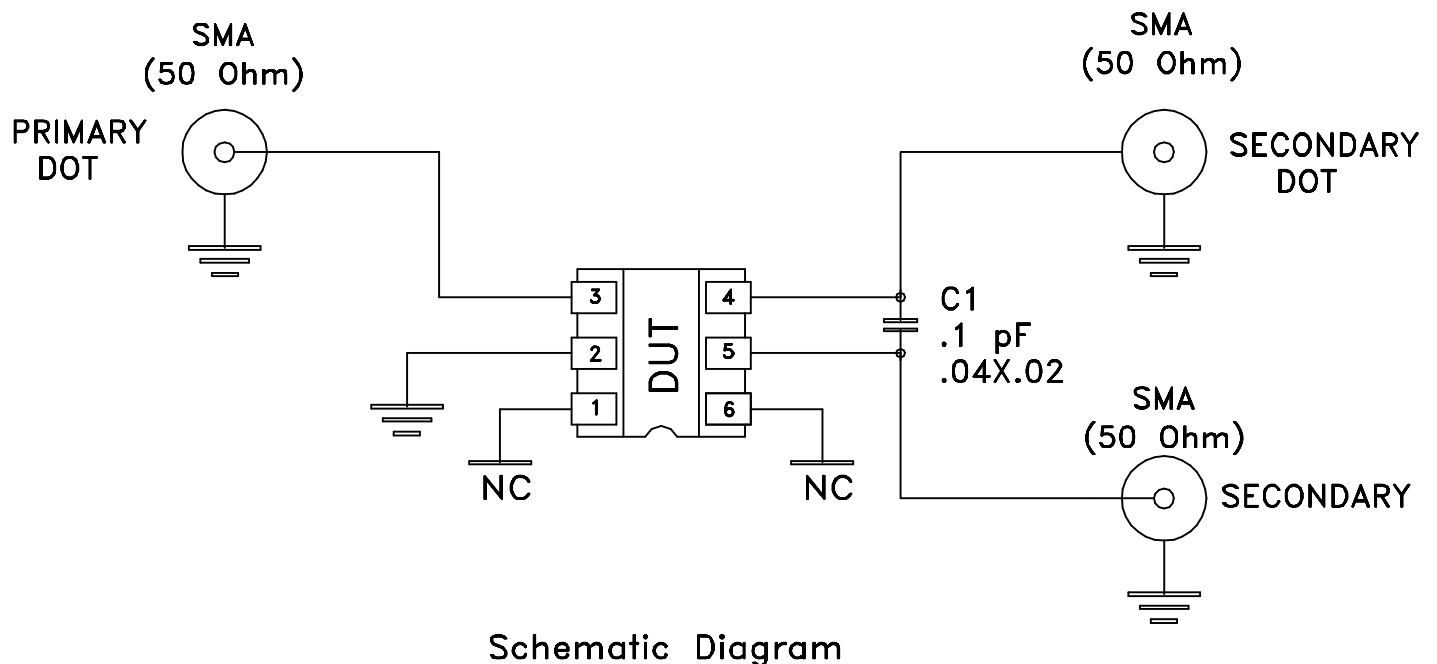 SMA
(50 Ohm)
PRIMARY
DOT
SMA
(50 Ohm)
SECONDARY
DOT
3
2
1
DUT
4
5
6
C1
.1 pF
.04X.02
NC
NC
SMA
(50 Ohm)
SECONDARY
Schematic Diagram